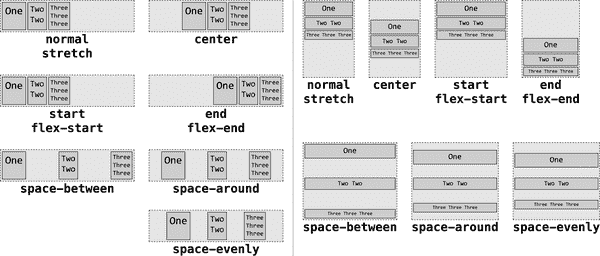 One Two Three
Two Three
Three
normal
stretch
One Two Three
Two Three
Three
center
One Two Three
Two Three
Three
start
flex-start
One Two Three
Two Three
Three
end
flex-end
One Two Three
Two Three
Three
space-between
One Two Three
Two Three
Three
space-around
One Two Three
Two Three
Three
space-evenly
One
Two Two
Three Three Three
normal
stretch
One
Two Two
Three Three Three
center
One
Two Two
Three Three Three
start
flex-start
One
Two Two
Three Three Three
end
flex-end
One
Two Two
Three Three Three
space-between
One
Two Two
Three Three Three
space-around
One
Two Two
Three Three Three
space-evenly